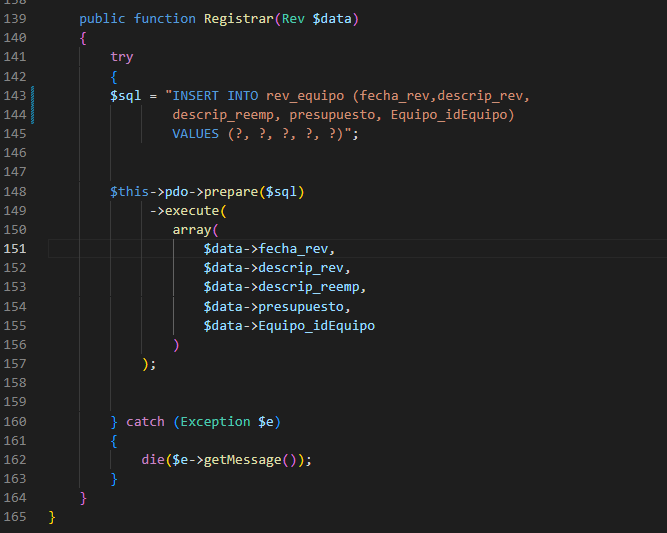 139 public function Registrar(Rev $data)
140 {
141 try
142 {
143 $sql = "INSERT INTO rev_equipo (fecha_rev,descrip_rev,
144 descrip_reemp, presupuesto, Equipo_idEquipo)
145 VALUES (?, ?, ?, ?, ?)";
146
147
148 $this->pdo->prepare($sql)
149 ->execute(
150 array(
151 $data->fecha_rev,
152 $data->descrip_rev,
153 $data->descrip_reemp,
154 $data->presupuesto,
155 $data->Equipo_idEquipo
156 )
157 );
158
159
160 } catch (Exception $e)
161 {
162 die($e->getMessage());
163 }
164 }
165 }